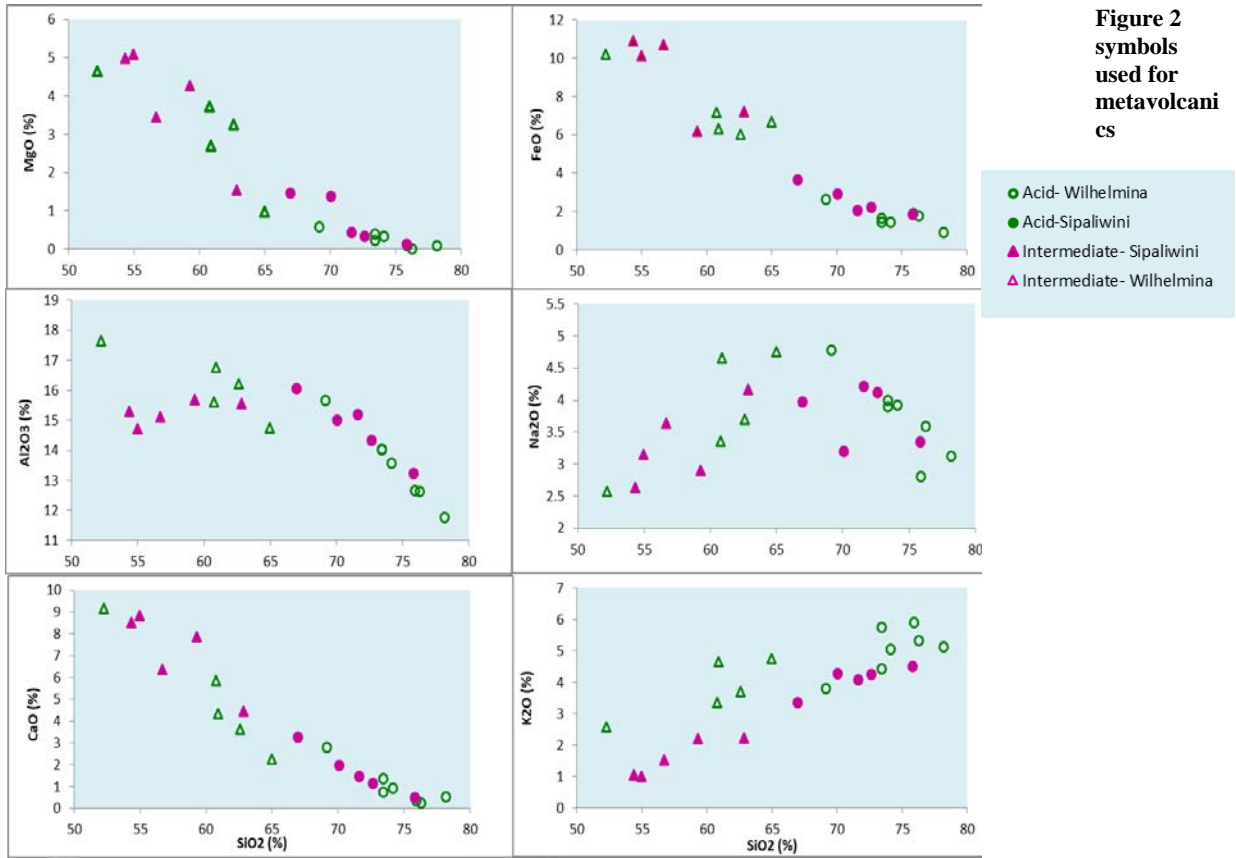 Figure 2
symbols
used for
metavolcani
cs
Acid- Wilhelmina
Acid-Sipaliwini
Intermediate- Sipaliwini
Intermediate- Wilhelmina
MgO (%)
6
5
4
3
2
1
0
50 55 60 65 70 75 80
FeO (%)
12
10
8
6
4
2
0
50 55 60 65 70 75 80
Al2O3 (%)
19
18
17
16
15
14
13
12
11
50 55 60 65 70 75 80
Na2O (%)
5.5
5
4.5
4
3.5
3
2.5
2
50 55 60 65 70 75 80
CaO (%)
10
9
8
7
6
5
4
3
2
1
0
50 55 60 65 70 75 80
SiO2 (%)
K2O (%)
7
6
5
4
3
2
1
0
50 55 60 65 70 75 80
SiO2 (%)